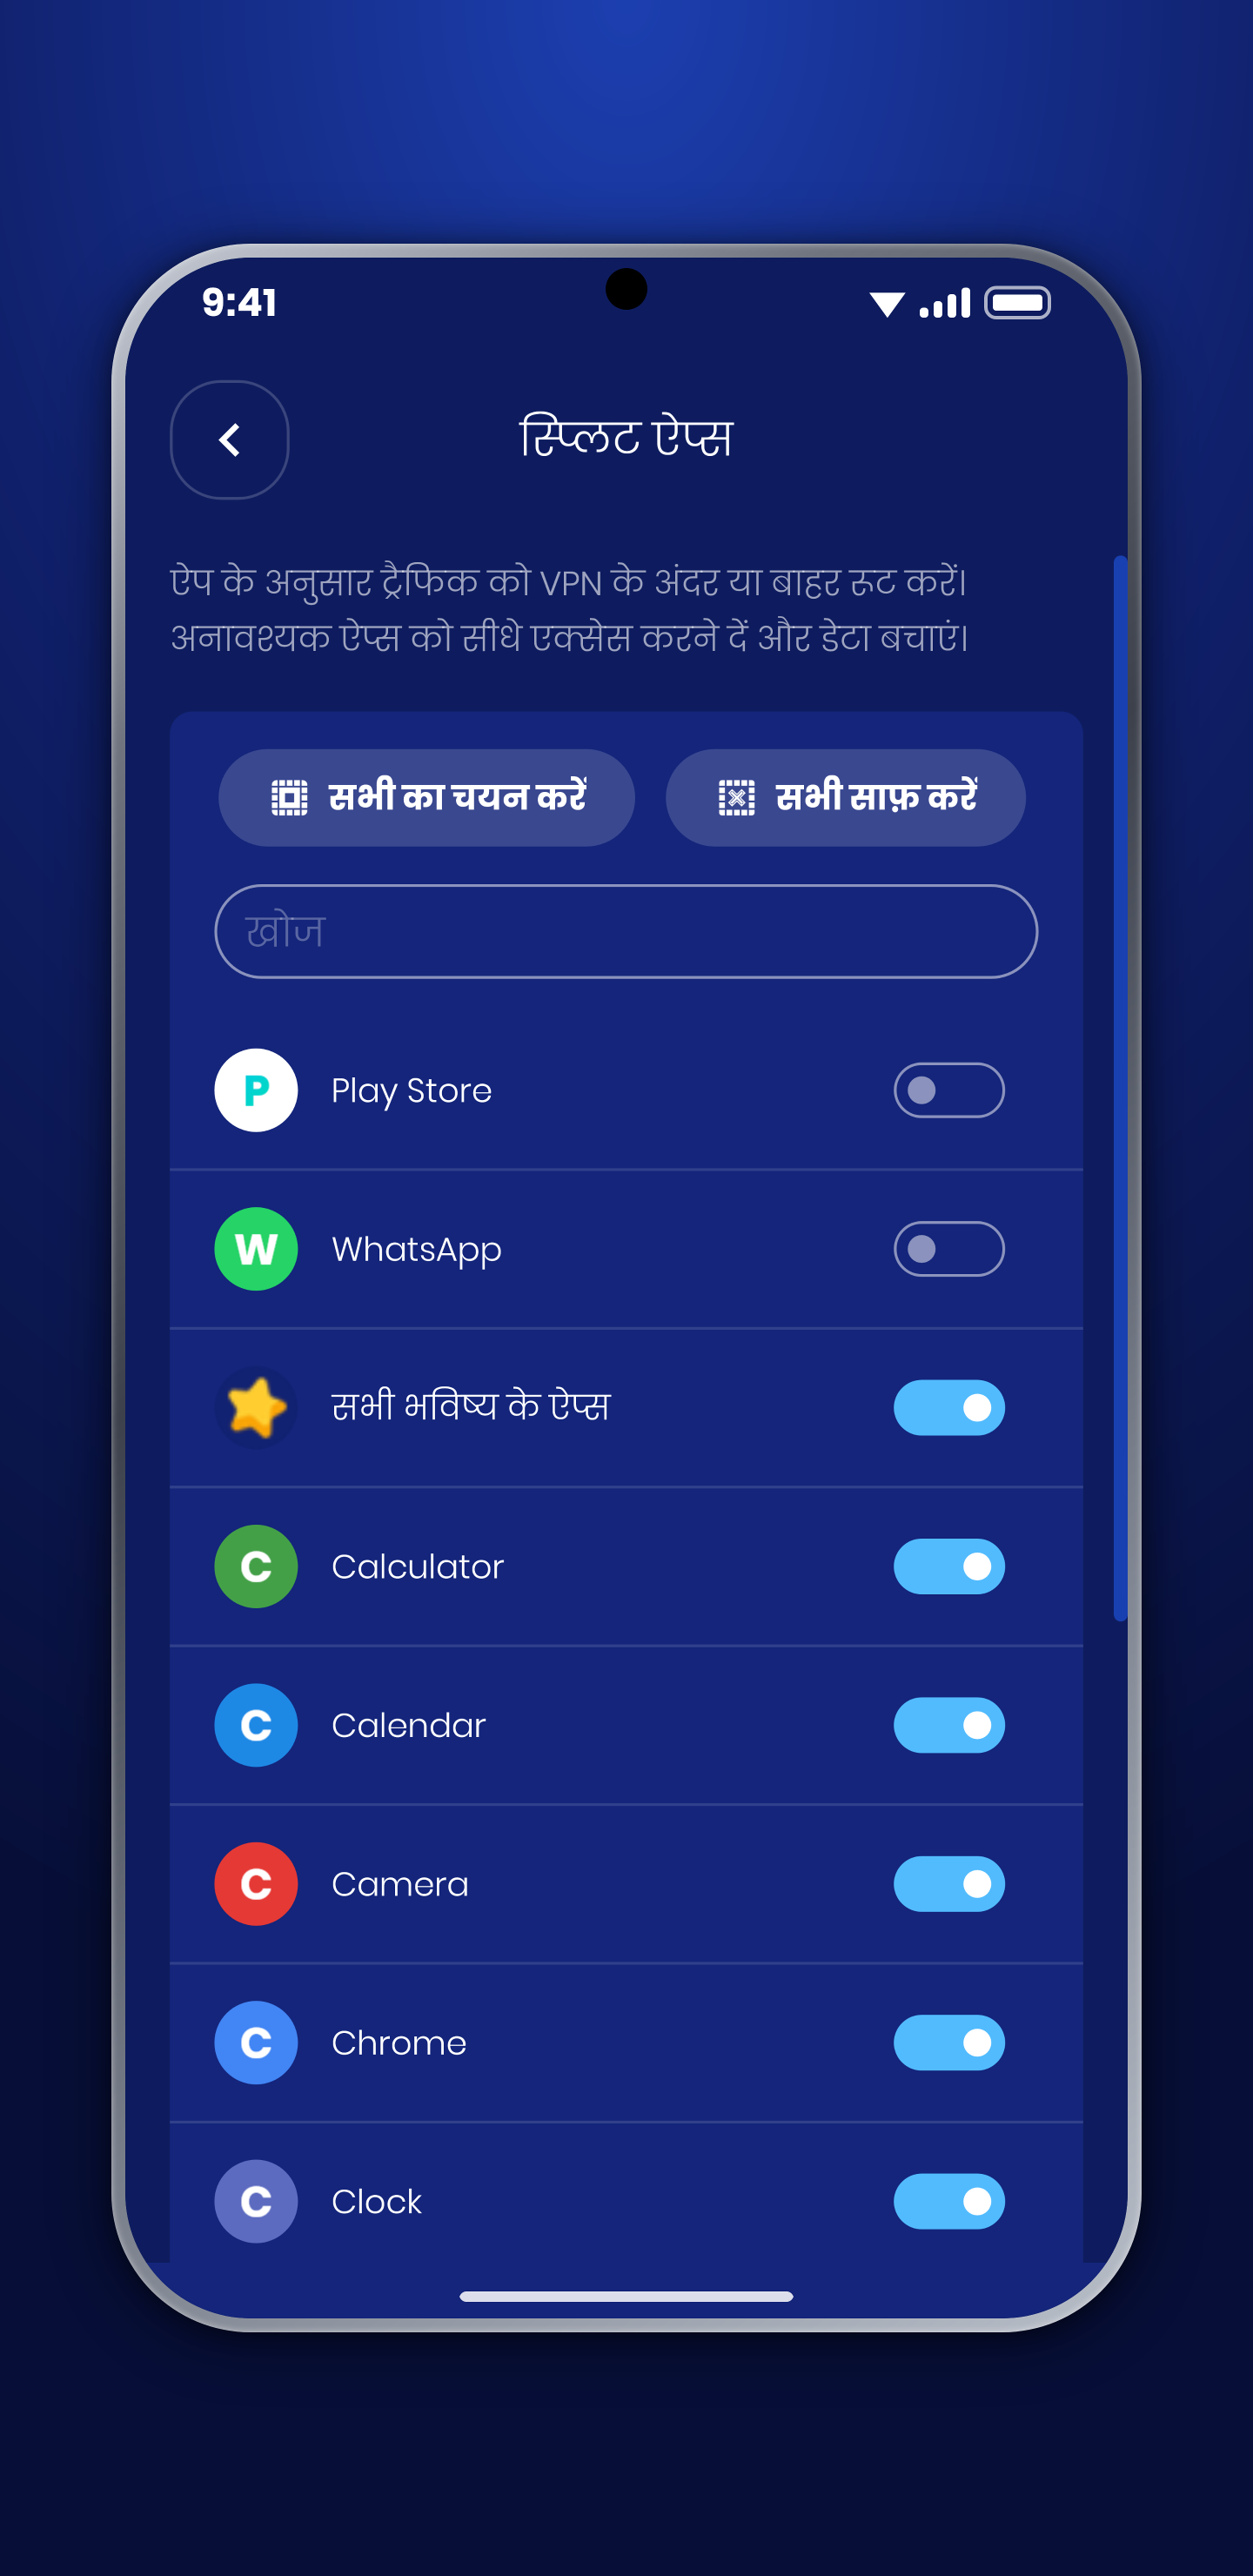 9:41
स्प्लिट ऐप्स
ऐप के अनुसार ट्रैफिक को VPN के अंदर या बाहर रूट करें।
अनावश्यक ऐप्स को सीधे एक्सेस करने दें और डेटा बचाएं।
सभी का चयन करें
सभी साफ़ करें
खोज
P Play Store
W WhatsApp
सभी भविष्य के ऐप्स
C Calculator
C Calendar
C Camera
C Chrome
C Clock